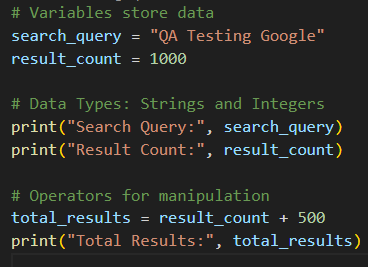 # Variables store data
search_query = "QA Testing Google"
result_count = 1000

# Data Types: Strings and Integers
print("Search Query:", search_query)
print("Result Count:", result_count)

# Operators for manipulation
total_results = result_count + 500
print("Total Results:", total_results)